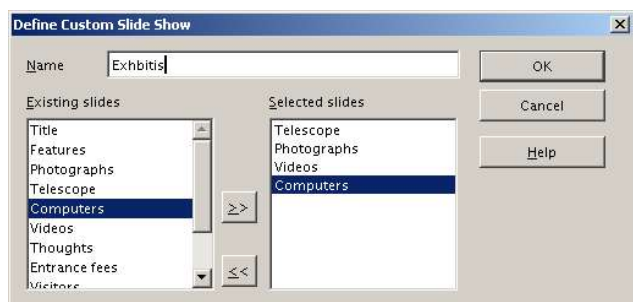 Define Custom Slide Show
Name Exhbitis OK
Existing slides Selected slides Cancel
Title
Features
Photographs
Telescope
Computers
Videos
Thoughts
Entrance fees
Visitors
>>
<<
Telescope
Photographs
Videos
Computers
Help